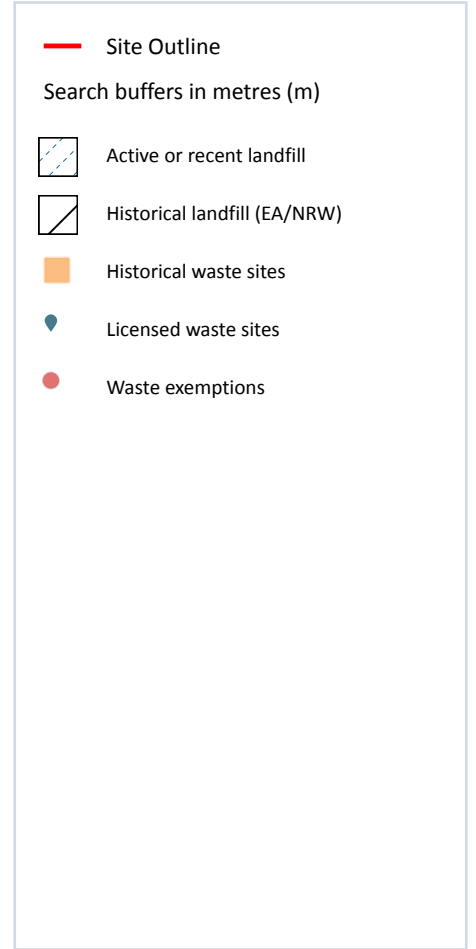 Site Outline
Search buffers in metres (m)
Active or recent landfill
Historical landfill (EA/NRW)
Historical waste sites
Licensed waste sites
Waste exemptions